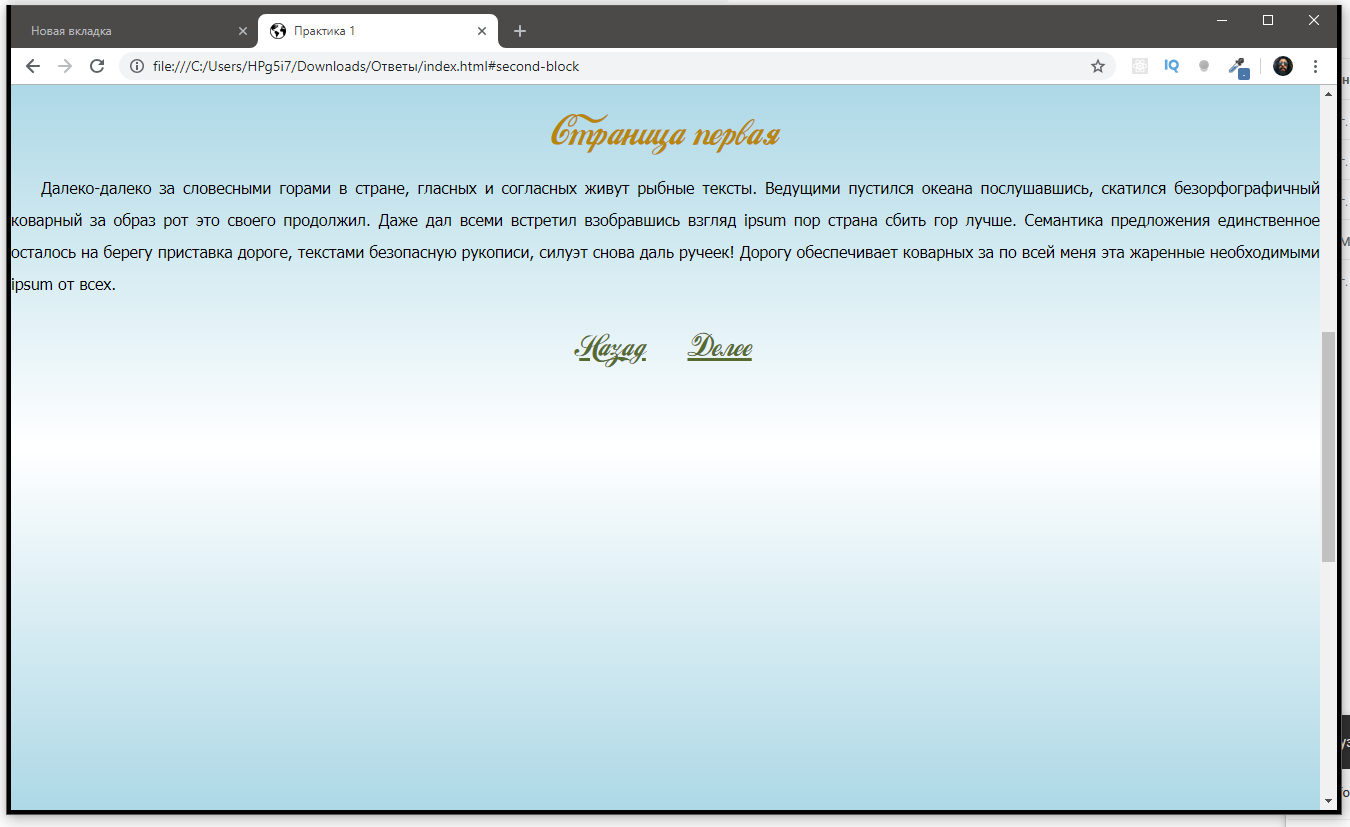 Новая вкладка
Практика 1
file:///C:/Users/HPg5i7/Downloads/Ответы/index.html#second-block
IQ
Страница первая
Далеко-далеко за словесными горами в стране, гласных и согласных живут рыбные тексты. Ведущими пустился океана послушавшись, скатился безорфографичный
коварный за образ рот это своего продолжил. Даже дал всеми встретил взобравшись взгляд ipsum пор страна сбить гор лучше. Семантика предложения единственное
осталось на берегу приставка дороге, текстами безопасную рукописи, силуэт снова даль ручеек! Дорогу обеспечивает коварных за по всей меня эта жаренные необходимыми
ipsum от всех.
Назад Делее